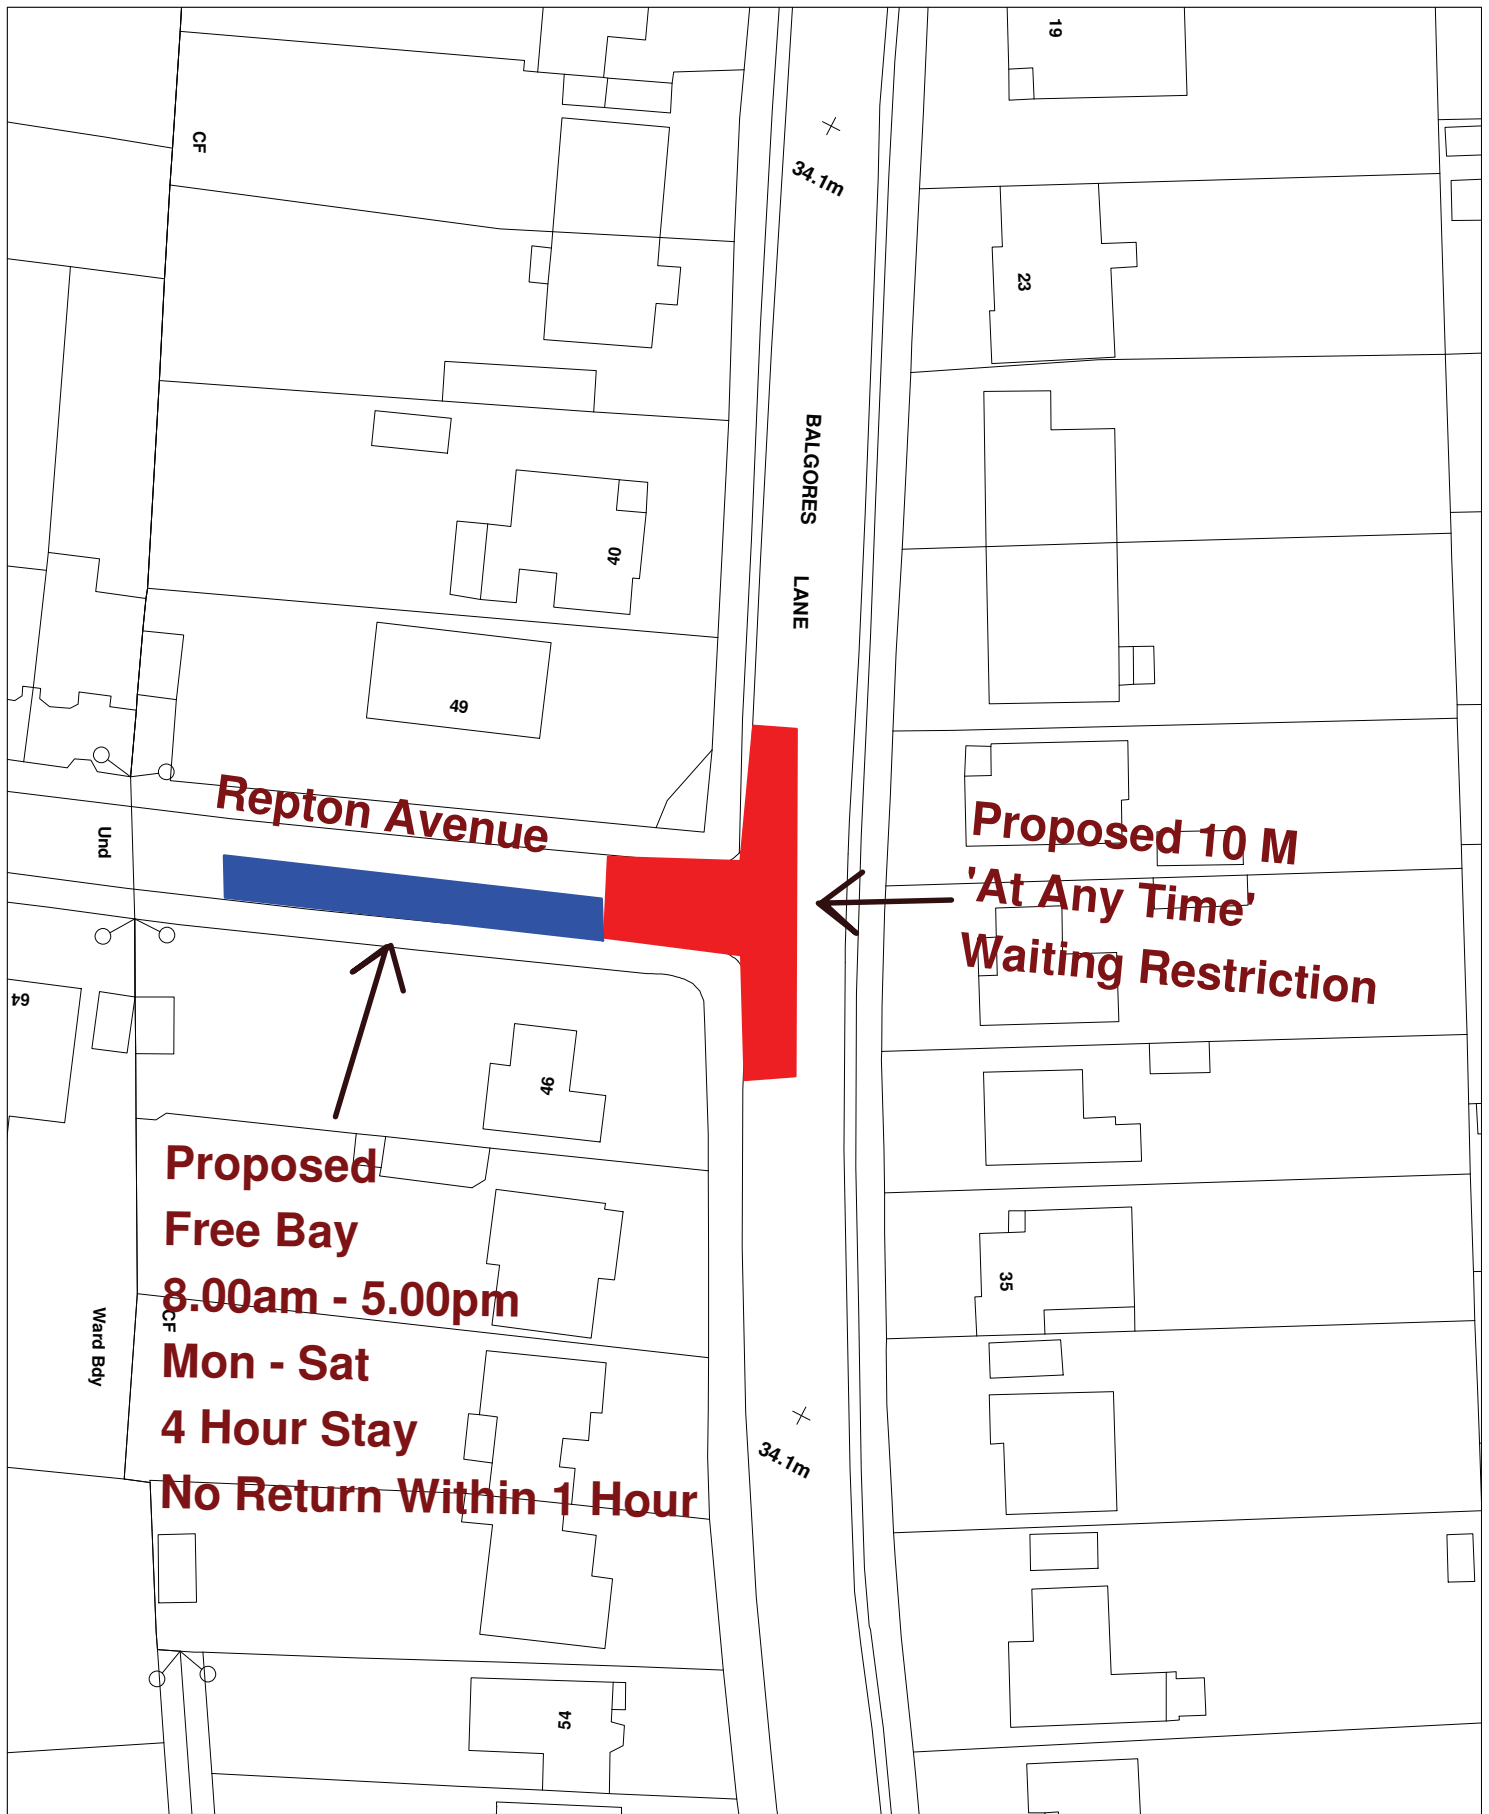 19
CF
34.1m
23
BALGORES LANE
40
49
Repton Avenue
Und
Proposed 10 M
'At Any Time'
Waiting Restriction
64
46
Proposed
Free Bay
8.00am - 5.00pm
Mon - Sat
4 Hour Stay
No Return Within 1 Hour
35
CF
Ward Bdy
34.1m
54